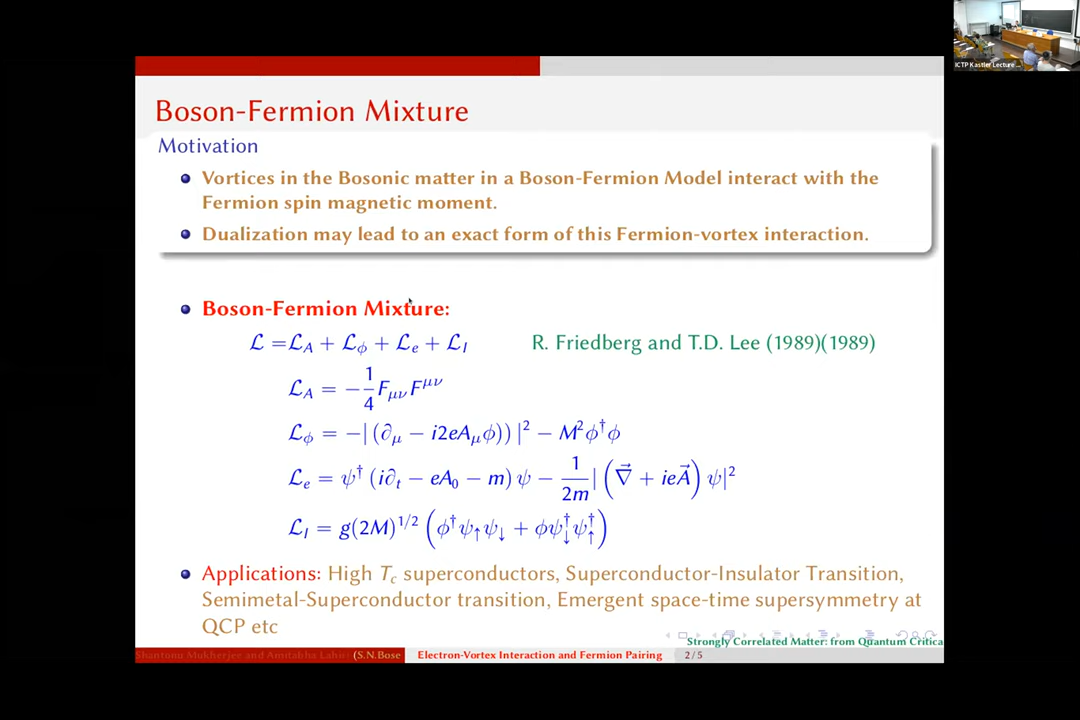 ICTP Kastler Lecture ...
Boson-Fermion Mixture
Motivation
Vortices in the Bosonic matter in a Boson-Fermion Model interact with the
Fermion spin magnetic moment.
Dualization may lead to an exact form of this Fermion-vortex interaction.
Boson-Fermion Mixture:
ℒ =ℒ_A + ℒ_ϕ + ℒ_e + ℒ_I R. Friedberg and T.D. Lee (1989)(1989)
ℒ_A = −1/4 F_{μν}F^{μν}
ℒ_ϕ = −| (∂_μ − i2eA_μϕ)) |² − M²ϕ†ϕ
ℒ_e = ψ† (i∂_t − eA_0 − m) ψ − 1/2m | (∇⃗ + ieA⃗) ψ|²
ℒ_I = g(2M)^{1/2} (ϕ†ψ_↑ψ_↓ + ϕψ_↓†ψ_↑†)
Applications: High T_c superconductors, Superconductor-Insulator Transition,
Semimetal-Superconductor transition, Emergent space-time supersymmetry at
QCP etc
Strongly Correlated Matter: from Quantum Critica
Shantonu Mukherjee and Amitabha Lahiri (S.N.Bose Electron-Vortex Interaction and Fermion Pairing 2/5